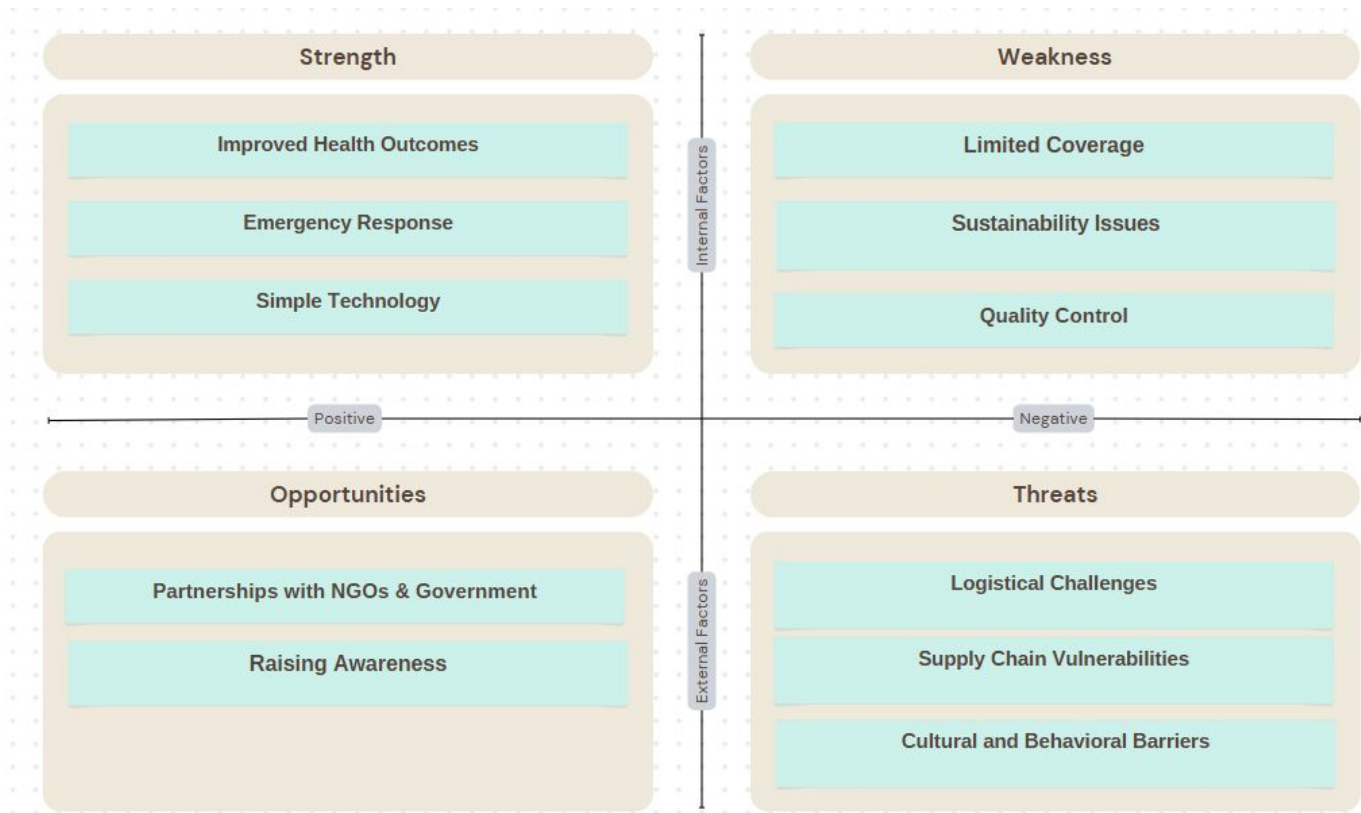 Strength
Improved Health Outcomes
Emergency Response
Simple Technology
Weakness
Limited Coverage
Sustainability Issues
Quality Control
Internal Factors
Positive
Negative
Opportunities
Partnerships with NGOs & Government
Raising Awareness
External Factors
Threats
Logistical Challenges
Supply Chain Vulnerabilities
Cultural and Behavioral Barriers